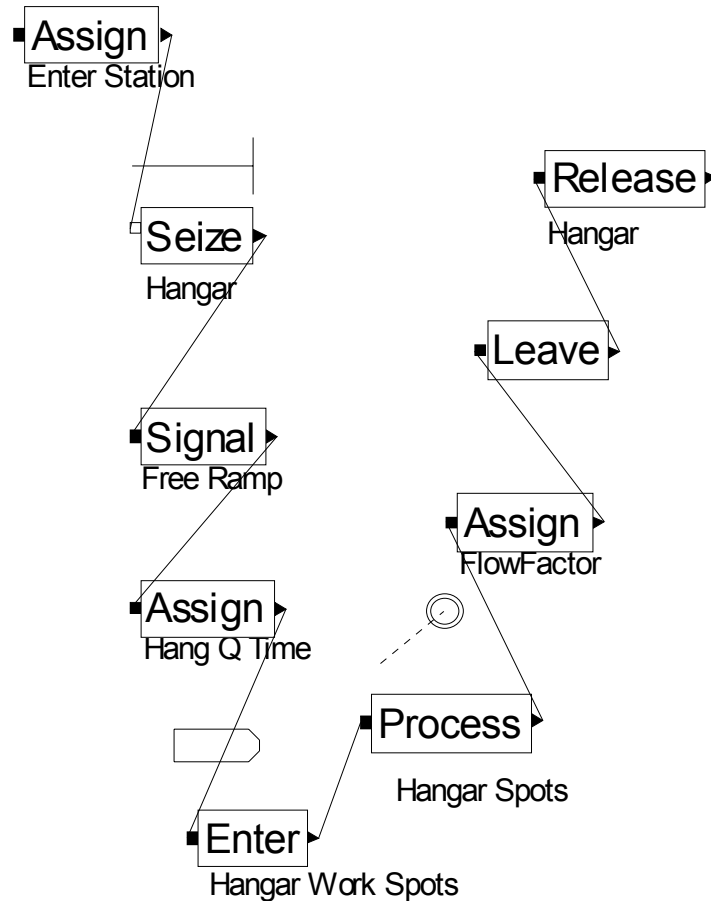 Assign
Enter Station
Seize
Hangar
Signal
Free Ramp
Assign
Hang Q Time
Enter
Hangar Work Spots
Process
Hangar Spots
Assign
FlowFactor
Leave
Release
Hangar